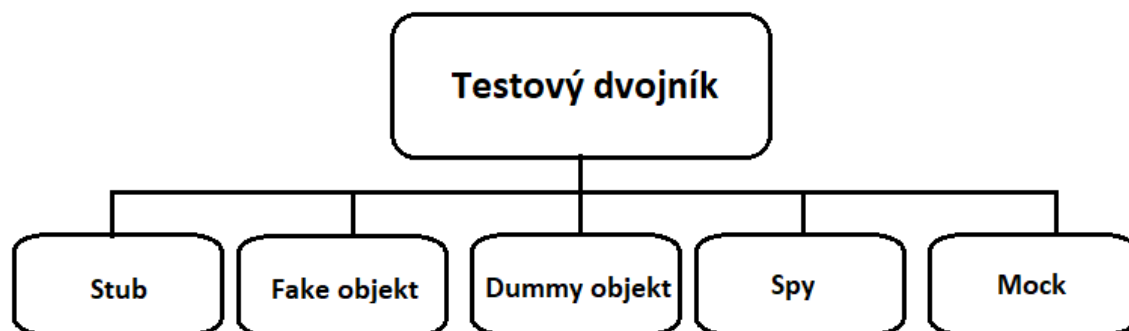 Testový dvojník
Stub
Fake objekt
Dummy objekt
Spy
Mock